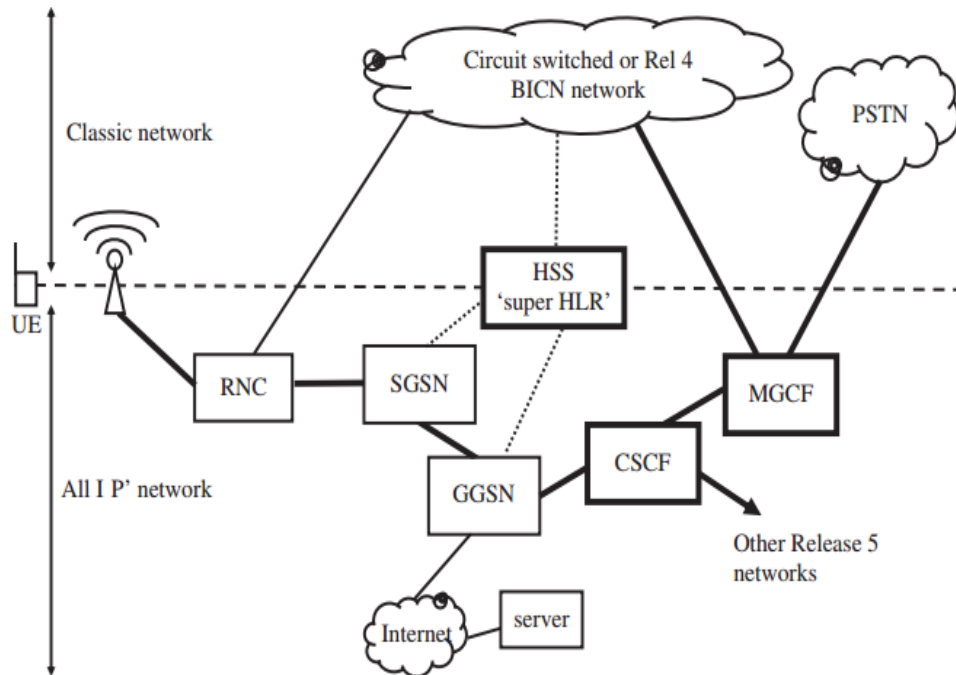 Circuit switched or Rel 4
BICN network
PSTN
Classic network
HSS
‘super HLR’
UE
RNC
SGSN
MGCF
CSCF
GGSN
All I P’ network
Other Release 5
networks
Internet
server